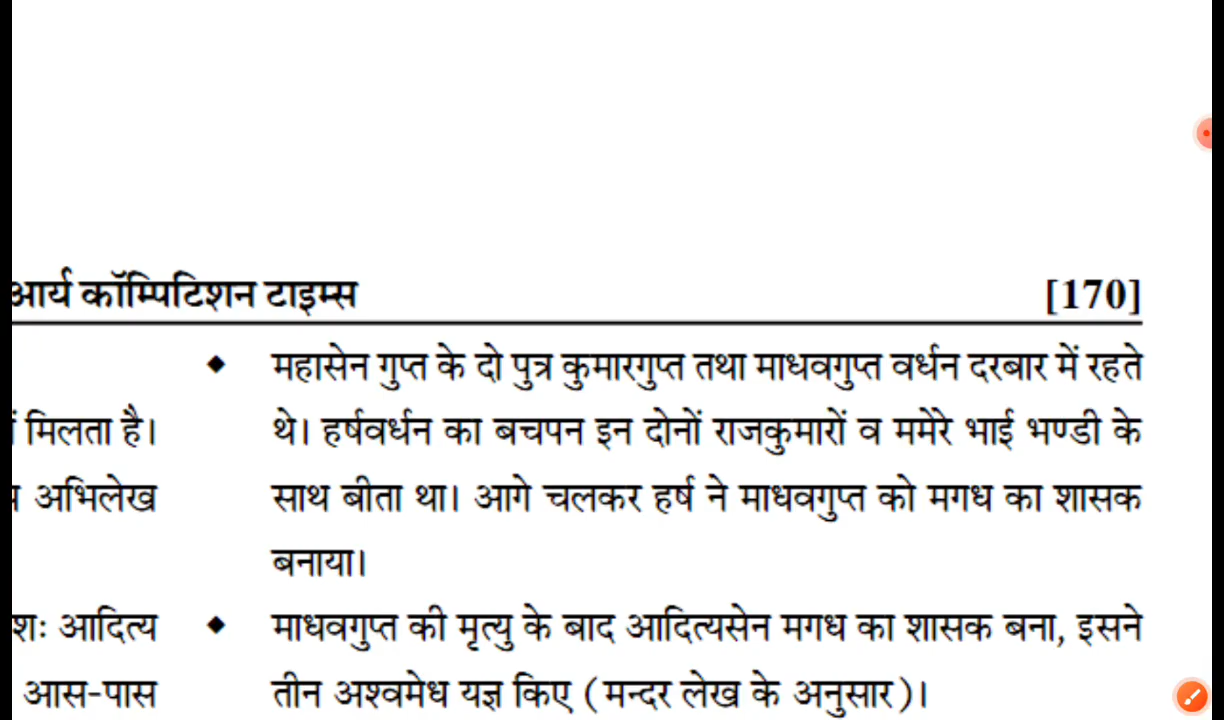 आर्य कॉम्पिटिशन टाइम्स [170]
मिलता है।
अभिलेख
आदित्य
आस-पास
◆ महासेन गुप्त के दो पुत्र कुमारगुप्त तथा माधवगुप्त वर्धन दरबार में रहते
थे। हर्षवर्धन का बचपन इन दोनों राजकुमारों व ममेरे भाई भण्डी के
साथ बीता था। आगे चलकर हर्ष ने माधवगुप्त को मगध का शासक
बनाया।
◆ माधवगुप्त की मृत्यु के बाद आदित्यसेन मगध का शासक बना, इसने
तीन अश्वमेध यज्ञ किए (मन्दर लेख के अनुसार)।